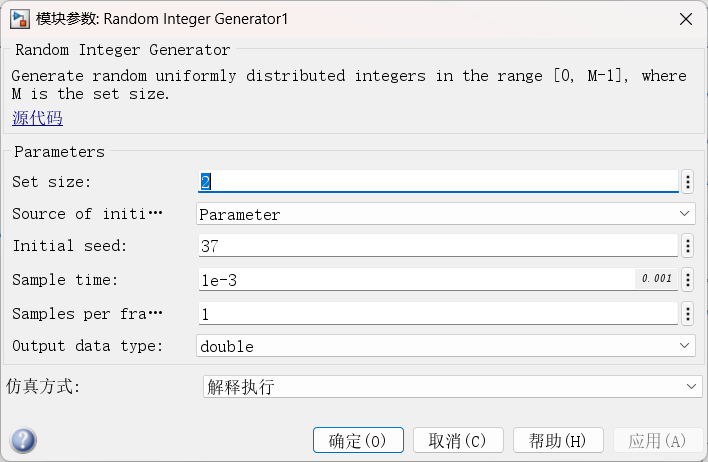 模块参数: Random Integer Generator1
Random Integer Generator
Generate random uniformly distributed integers in the range [0, M-1], where
M is the set size.
源代码
Parameters
Set size: 2
Source of initi··· Parameter
Initial seed: 37
Sample time: 1e-3 0.001
Samples per fra··· 1
Output data type: double
仿真方式: 解释执行
确定(O) 取消(C) 帮助(H) 应用(A)